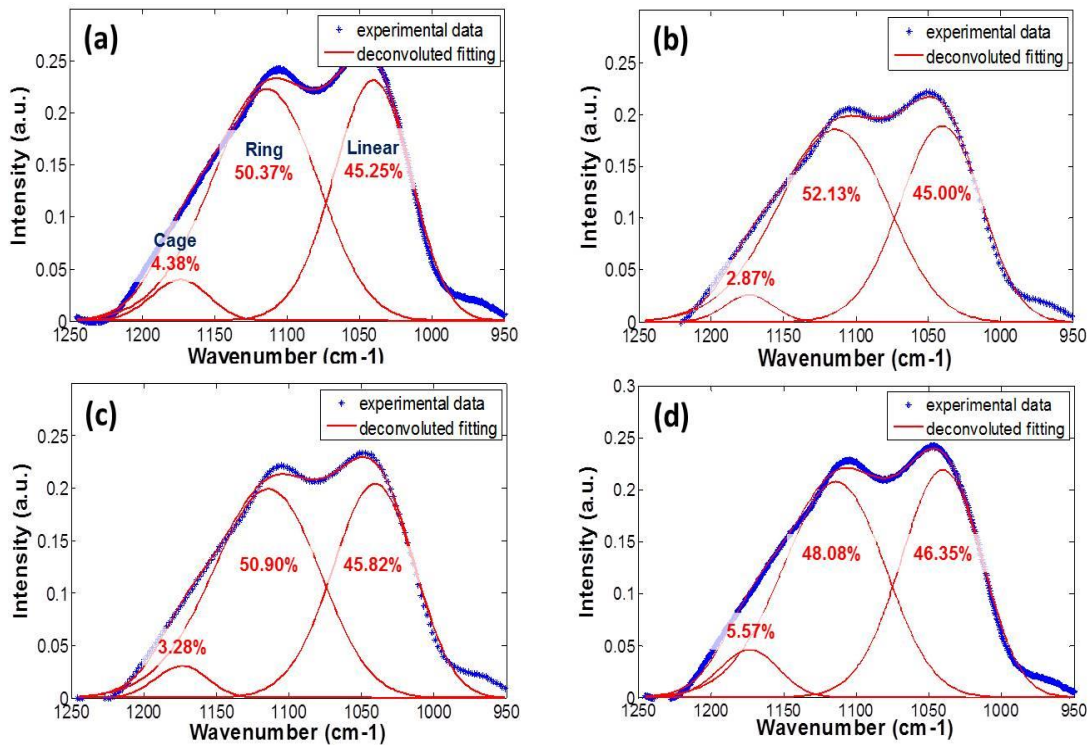 (a)
experimental data
deconvoluted fitting
0.25
0.2
0.15
0.1
0.05
0
Intensity (a.u.)
Ring
50.37%
Linear
45.25%
Cage
4.38%
1250 1200 1150 1100 1050 1000 950
Wavenumber (cm-1)
(b)
experimental data
deconvoluted fitting
0.25
0.2
0.15
0.1
0.05
0
Intensity (a.u.)
52.13%
45.00%
2.87%
1250 1200 1150 1100 1050 1000 950
Wavenumber (cm-1)
(c)
experimental data
deconvoluted fitting
0.25
0.2
0.15
0.1
0.05
0
Intensity (a.u.)
50.90%
45.82%
3.28%
1250 1200 1150 1100 1050 1000 950
Wavenumber (cm-1)
(d)
experimental data
deconvoluted fitting
0.3
0.25
0.2
0.15
0.1
0.05
0
Intensity (a.u.)
48.08%
46.35%
5.57%
1250 1200 1150 1100 1050 1000 950
Wavenumber (cm-1)